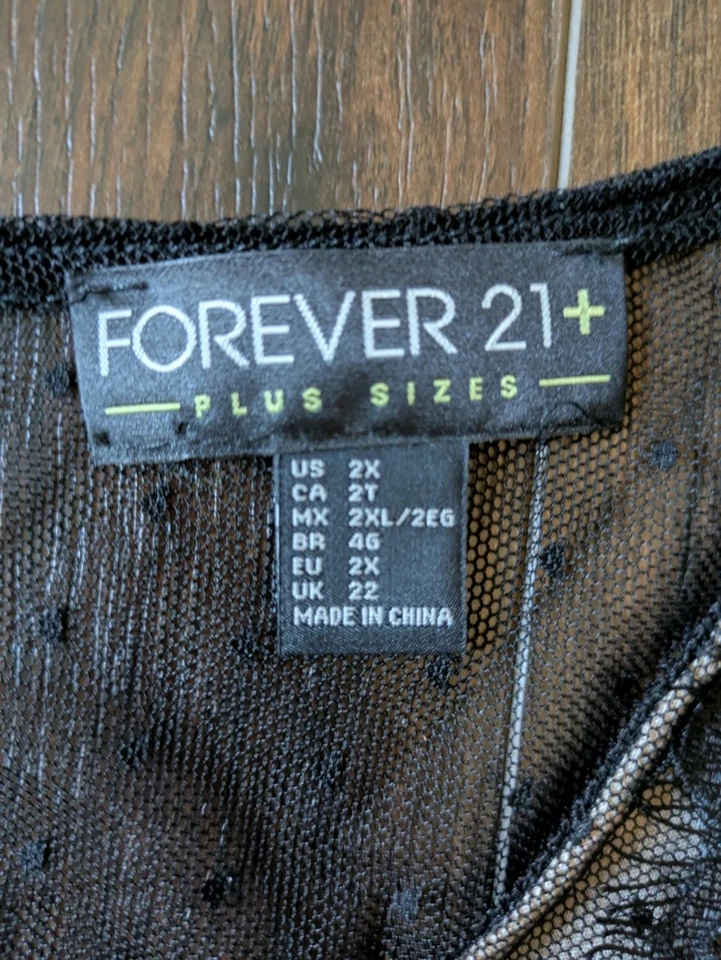 FOREVER 21+
PLUS SIZES
US 2X
CA 2T
MX 2XL/2EG
BR 4G
EU 2X
UK 22
MADE IN CHINA